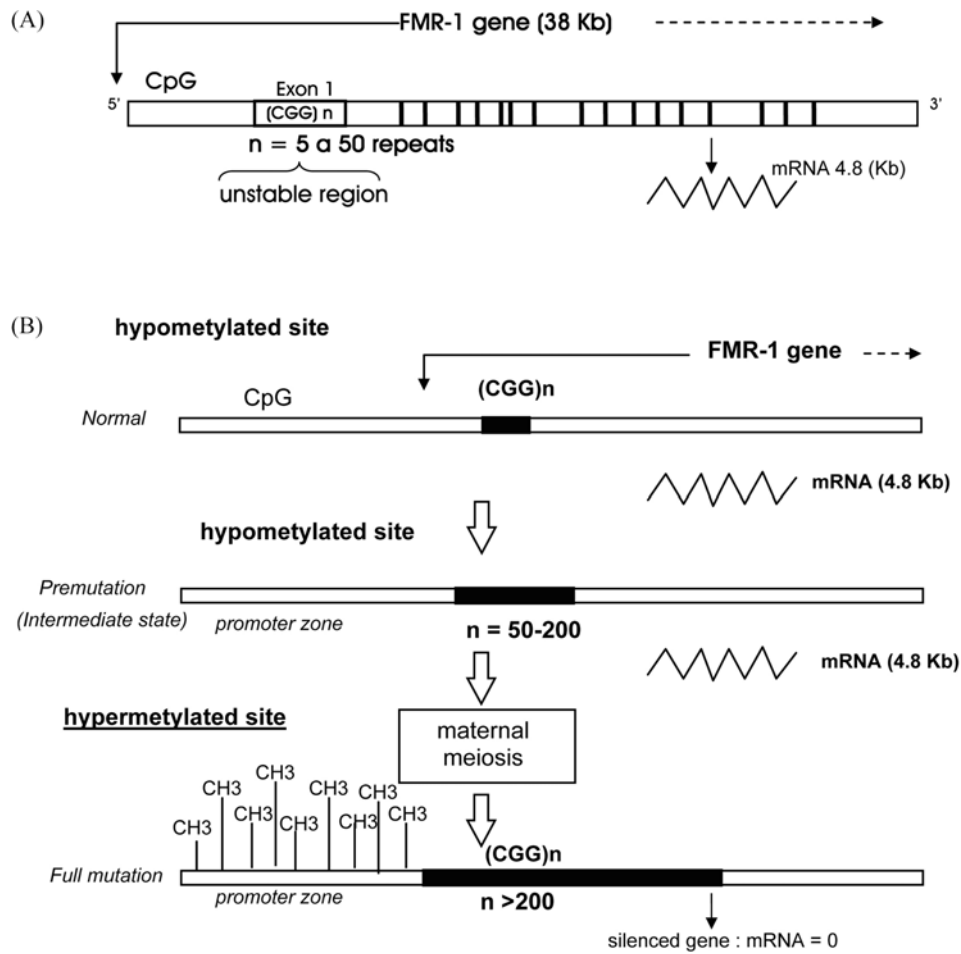 (A)
FMR-1 gene (38 Kb)
CpG
5'
Exon 1
(CGG) n
3'
n = 5 a 50 repeats
unstable region
mRNA 4.8 (Kb)
(B)
hypometylated site
FMR-1 gene
(CGG)n
CpG
Normal
mRNA (4.8 Kb)
hypometylated site
Premutation
(Intermediate state)
promoter zone
n = 50-200
mRNA (4.8 Kb)
hypermetylated site
maternal
meiosis
CH3 CH3 CH3 CH3 CH3 CH3 CH3 CH3 CH3
(CGG)n
Full mutation
promoter zone
n >200
silenced gene : mRNA = 0